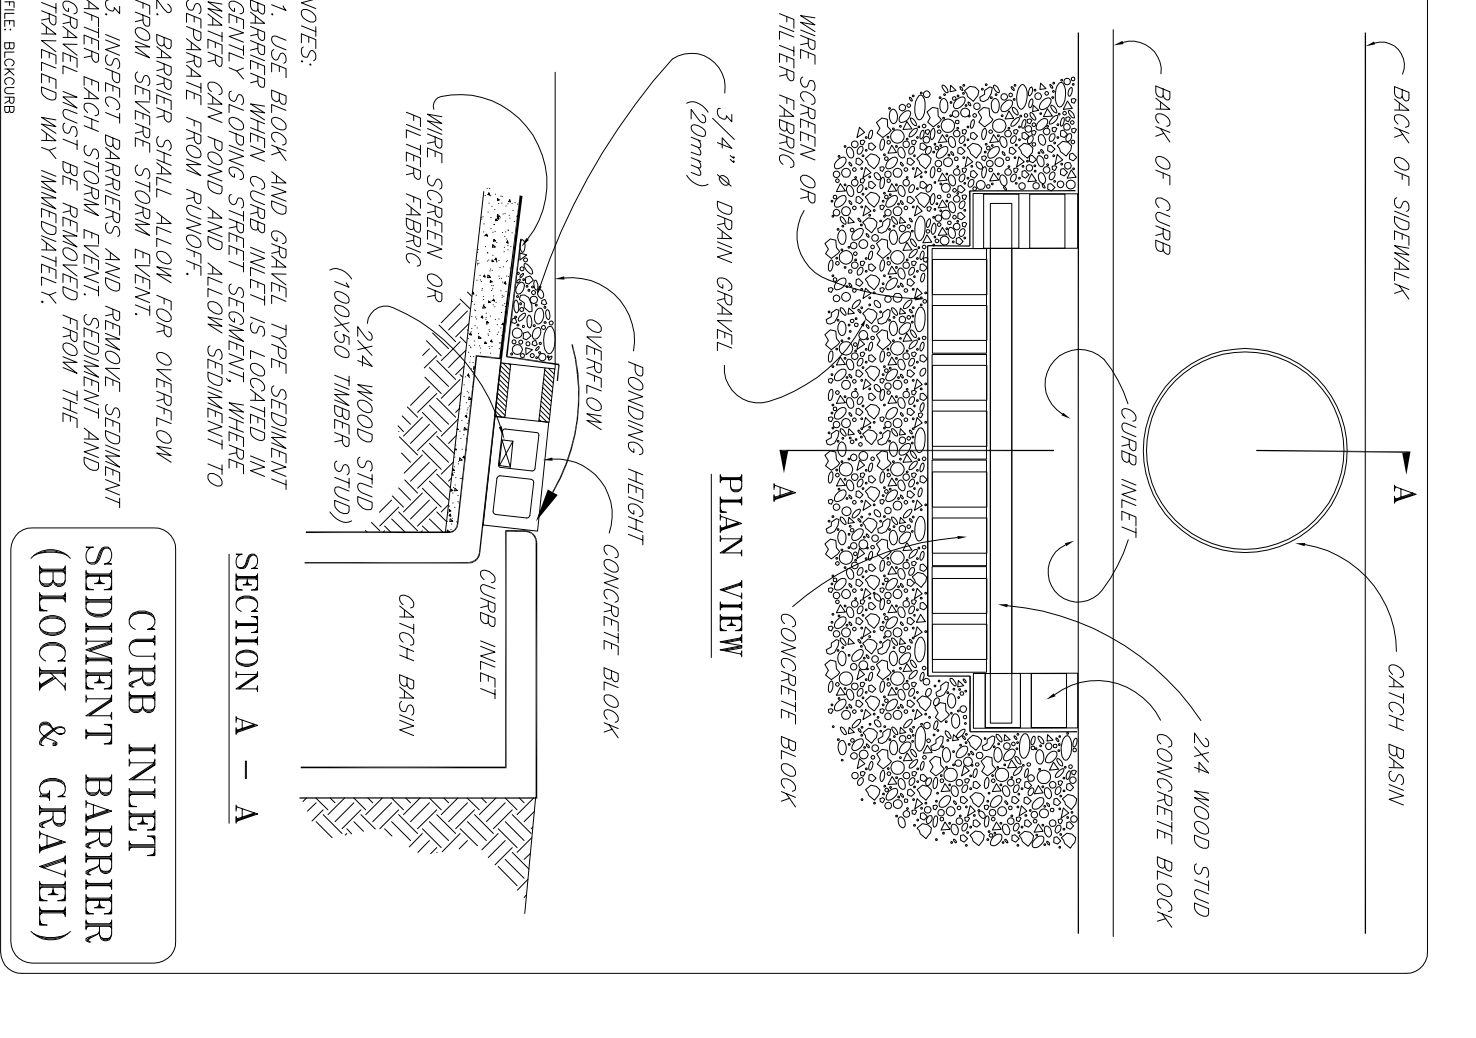 BACK OF SIDEWALK
CATCH BASIN
A
2X4 WOOD STUD
BACK OF CURB
CONCRETE BLOCK
CURB INLET
WIRE SCREEN OR
FILTER FABRIC
CONCRETE BLOCK
A
3/4" ø DRAIN GRAVEL
(20mm)
PLAN VIEW
PONDING HEIGHT
CONCRETE BLOCK
OVERFLOW
WIRE SCREEN OR
FILTER FABRIC
CURB INLET
CATCH BASIN
2X4 WOOD STUD
(100X50 TIMBER STUD)
SECTION A – A
NOTES:
1. USE BLOCK AND GRAVEL TYPE SEDIMENT
BARRIER WHEN CURB INLET IS LOCATED IN
GENTLY SLOPING STREET SEGMENT, WHERE
WATER CAN POND AND ALLOW SEDIMENT TO
SEPARATE FROM RUNOFF.
2. BARRIER SHALL ALLOW FOR OVERFLOW
FROM SEVERE STORM EVENT.
3. INSPECT BARRIERS AND REMOVE SEDIMENT
AFTER EACH STORM EVENT. SEDIMENT AND
GRAVEL MUST BE REMOVED FROM THE
TRAVELED WAY IMMEDIATELY.
CURB INLET
SEDIMENT BARRIER
(BLOCK & GRAVEL)
FILE: BLCKCURB